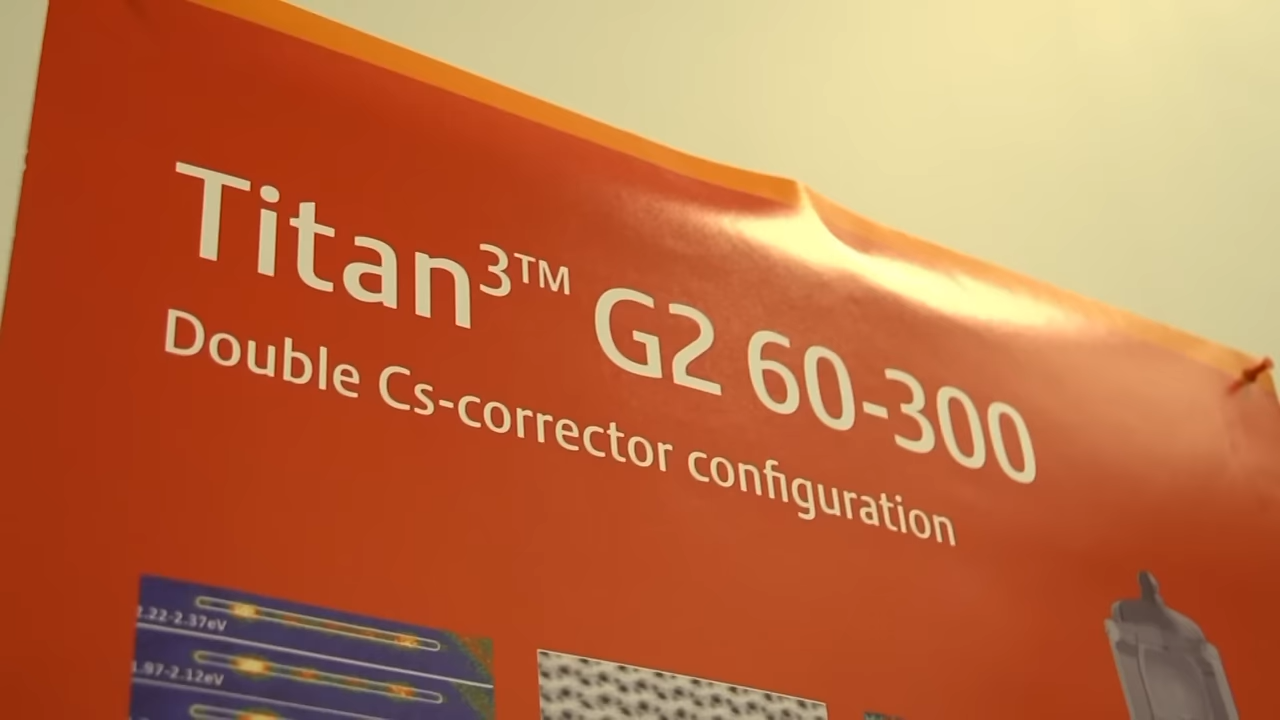 Titan³™ G2 60-300
Double Cs-corrector configuration
2.22-2.37eV
1.97-2.12eV